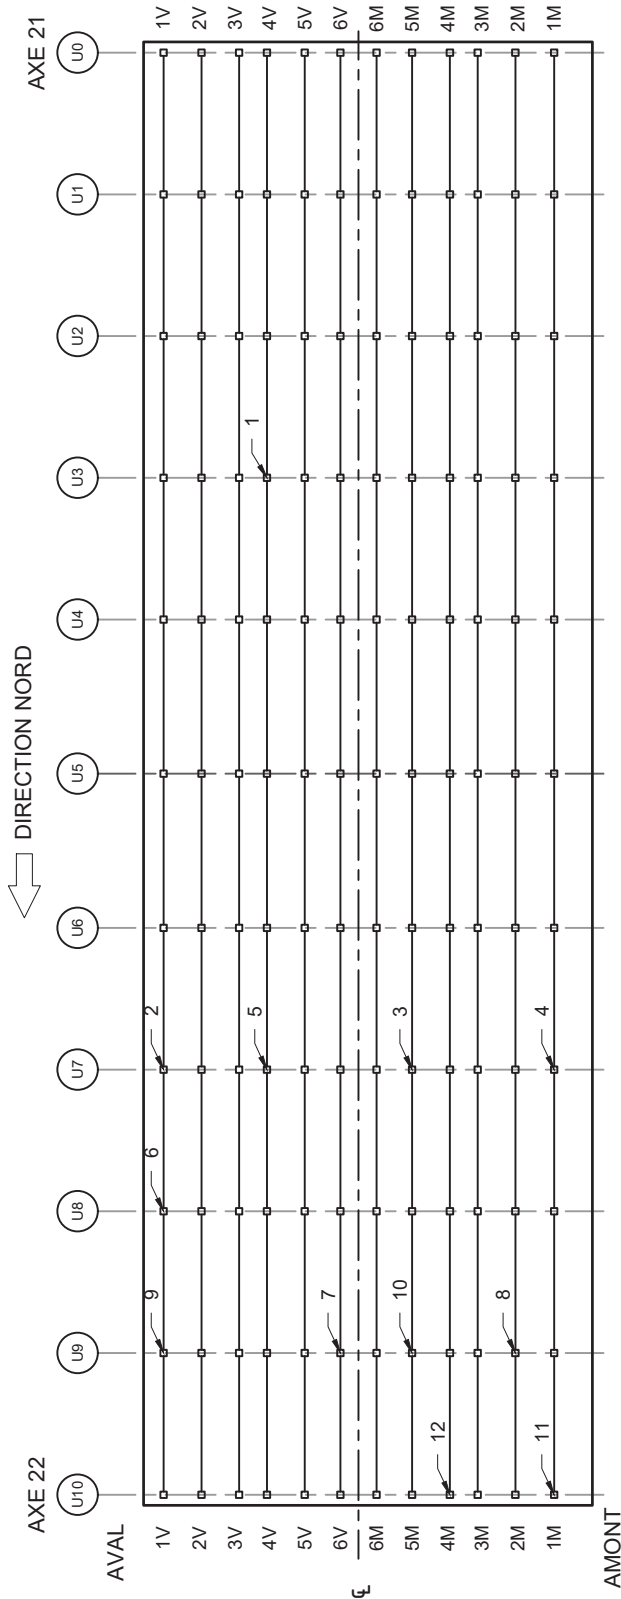 AXE 22
AXE 21
DIRECTION NORD
U10
U9
U8
U7
U6
U5
U4
U3
U2
U1
U0
AVAL
1V
2V
3V
4V
5V
6V
6M
5M
4M
3M
2M
1M
AMONT
1V
2V
3V
4V
5V
6V
6M
5M
4M
3M
2M
1M
9
6
2
5
1
7
10
3
12
8
11
4
℄